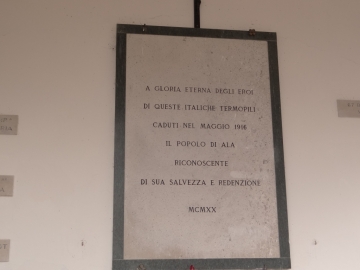 A GLORIA ETERNA DEGLI EROI
DI QUESTE ITALICHE TERMOPILI
CADUTI NEL MAGGIO 1916
IL POPOLO DI ALA
RICONOSCENTE
DI SUA SALVEZZA E REDENZIONE
MCMXX